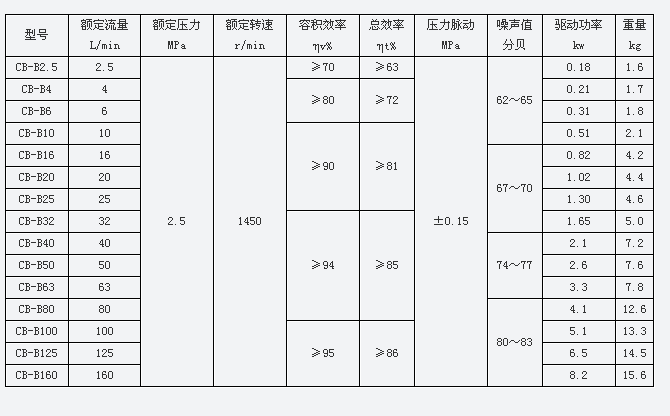 型号 额定流量 额定压力 额定转速 容积效率 总效率 压力脉动 噪声值 驱动功率 重量
L/min MPa r/min ηv% ηt% MPa 分贝 kw kg
CB-B2.5 2.5 ≥70 ≥63 0.18 1.6
CB-B4 4 0.21 1.7
≥80 ≥72 62～65
CB-B6 6 0.31 1.8
CB-B10 10 0.51 2.1
CB-B16 16 0.82 4.2
≥90 ≥81
CB-B20 20 1.02 4.4
67～70
CB-B25 25 1.30 4.6
CB-B32 32 2.5 1450 ±0.15 1.65 5.0
CB-B40 40 2.1 7.2
CB-B50 50 ≥94 ≥85 74～77 2.6 7.6
CB-B63 63 3.3 7.8
CB-B80 80 4.1 12.6
CB-B100 100 5.1 13.3
80～83
CB-B125 125 ≥95 ≥86 6.5 14.5
CB-B160 160 8.2 15.6